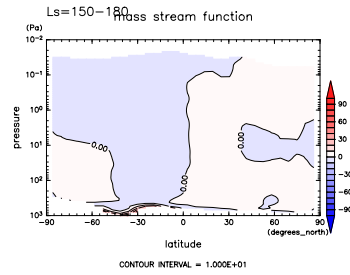 Ls=150-180
mass stream function
(Pa)
10⁻²
10⁻¹
10⁰
10¹
10²
10³
pressure
0.00
0.00
0.00
-90 -60 -30 0 30 60 90
(degrees_north)
latitude
90
60
30
0
-30
-60
-90
CONTOUR INTERVAL = 1.000E+01